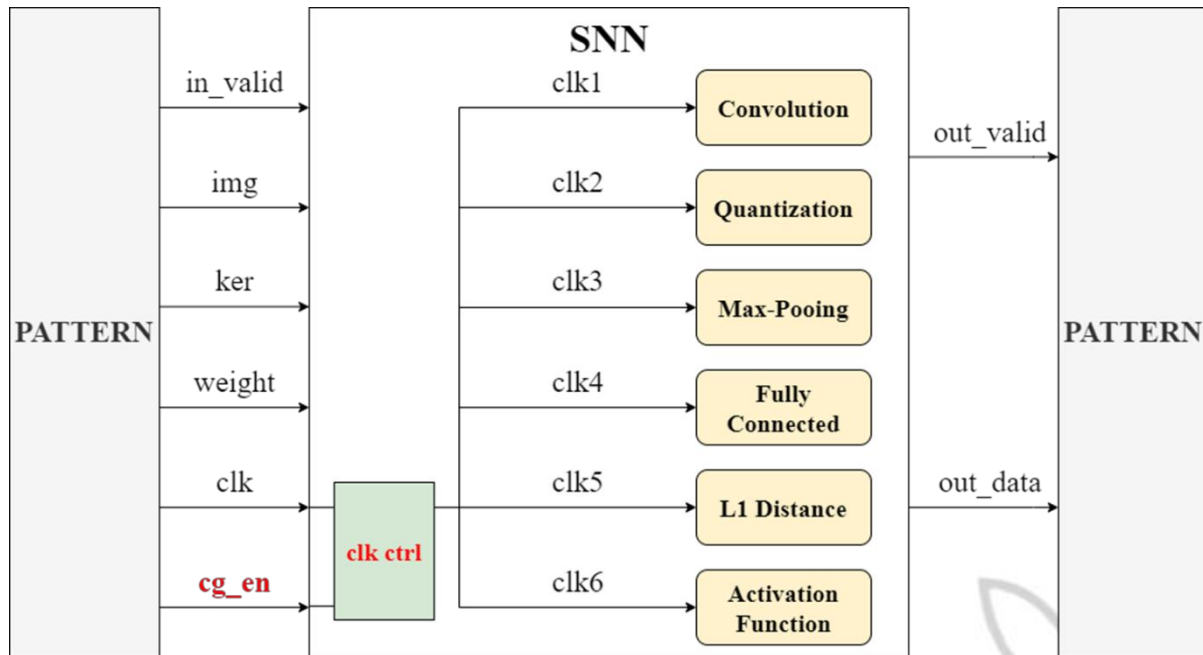 SNN
PATTERN
in_valid
img
ker
weight
clk
cg_en
clk ctrl
clk1
Convolution
clk2
Quantization
clk3
Max-Pooing
clk4
Fully
Connected
clk5
L1 Distance
clk6
Activation
Function
out_valid
out_data
PATTERN